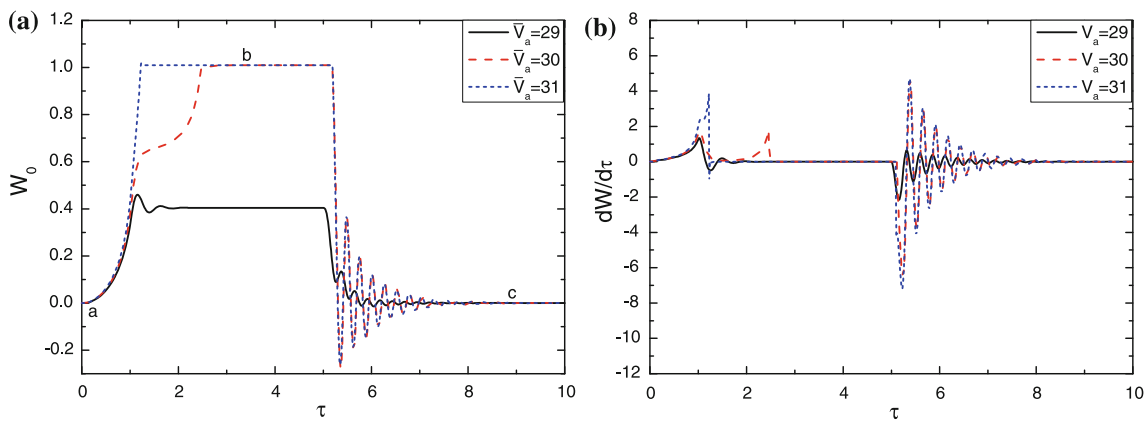 (a)
1.2
1.0
0.8
0.6
0.4
0.2
0.0
-0.2
W₀
0
2
4
6
8
10
τ
a
b
c
V̅ₐ=29
V̅ₐ=30
V̅ₐ=31
(b)
8
6
4
2
0
-2
-4
-6
-8
-10
-12
dW/dτ
0
2
4
6
8
10
τ
Vₐ=29
Vₐ=30
Vₐ=31